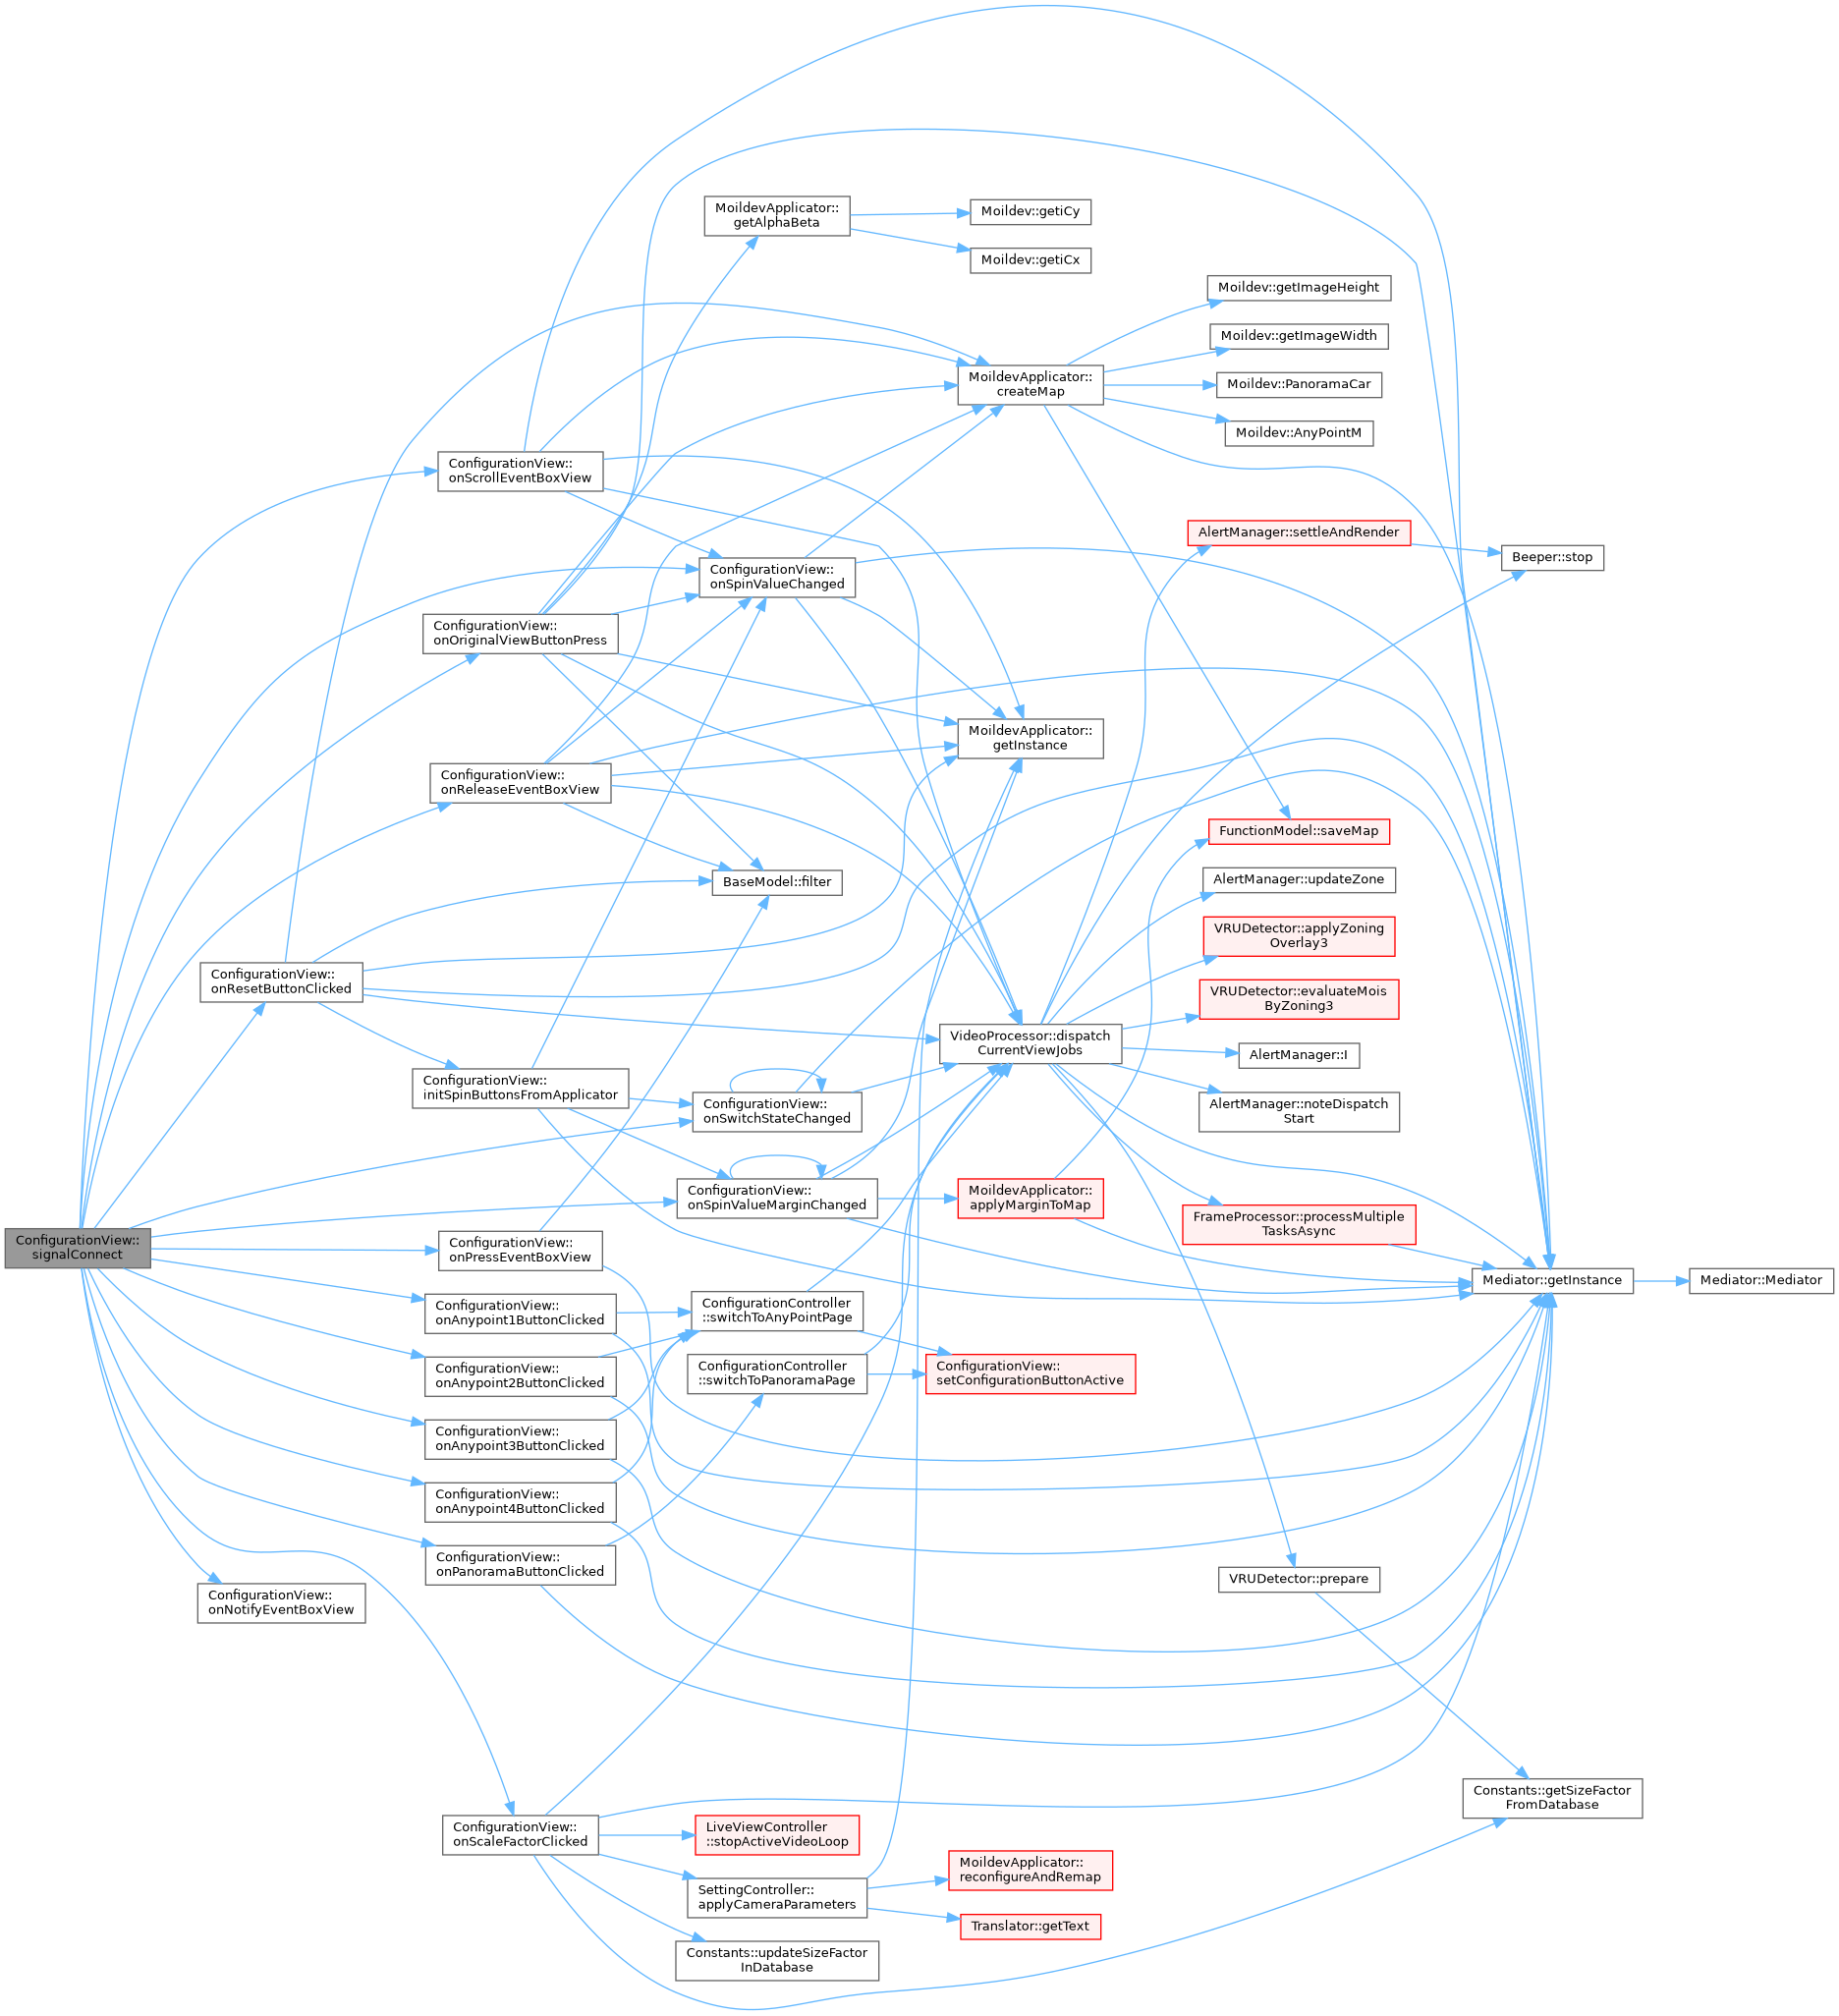 MoildevApplicator::
getAlphaBeta
Moildev::getiCy
Moildev::getiCx
Moildev::getImageHeight
Moildev::getImageWidth
MoildevApplicator::
createMap
Moildev::PanoramaCar
Moildev::AnyPointM
ConfigurationView::
onScrollEventBoxView
AlertManager::settleAndRender
Beeper::stop
ConfigurationView::
onSpinValueChanged
ConfigurationView::
onOriginalViewButtonPress
MoildevApplicator::
getInstance
ConfigurationView::
onReleaseEventBoxView
FunctionModel::saveMap
BaseModel::filter
AlertManager::updateZone
VRUDetector::applyZoning
Overlay3
ConfigurationView::
onResetButtonClicked
VRUDetector::evaluateMois
ByZoning3
VideoProcessor::dispatch
CurrentViewJobs
AlertManager::I
ConfigurationView::
initSpinButtonsFromApplicator
ConfigurationView::
onSwitchStateChanged
AlertManager::noteDispatch
Start
ConfigurationView::
onSpinValueMarginChanged
MoildevApplicator::
applyMarginToMap
FrameProcessor::processMultiple
TasksAsync
ConfigurationView::
signalConnect
ConfigurationView::
onPressEventBoxView
Mediator::getInstance
Mediator::Mediator
ConfigurationView::
onAnypoint1ButtonClicked
ConfigurationController
::switchToAnyPointPage
ConfigurationView::
onAnypoint2ButtonClicked
ConfigurationController
::switchToPanoramaPage
ConfigurationView::
setConfigurationButtonActive
ConfigurationView::
onAnypoint3ButtonClicked
ConfigurationView::
onAnypoint4ButtonClicked
ConfigurationView::
onPanoramaButtonClicked
VRUDetector::prepare
ConfigurationView::
onNotifyEventBoxView
Constants::getSizeFactor
FromDatabase
ConfigurationView::
onScaleFactorClicked
LiveViewController
::stopActiveVideoLoop
MoildevApplicator::
reconfigureAndRemap
SettingController::
applyCameraParameters
Translator::getText
Constants::updateSizeFactor
InDatabase